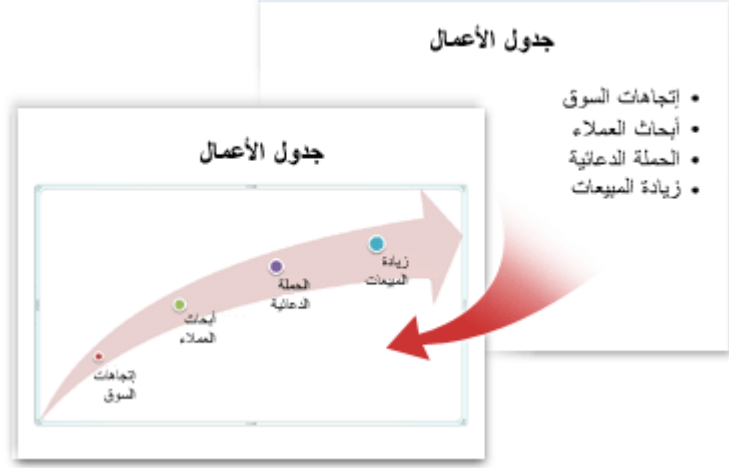 جدول الأعمال
• إتجاهات السوق
• أبحاث العملاء
• الحملة الدعائية
• زيادة المبيعات
جدول الأعمال
زيادة
المبيعات
الحملة
الدعائية
أبحاث
العملاء
إتجاهات
السوق